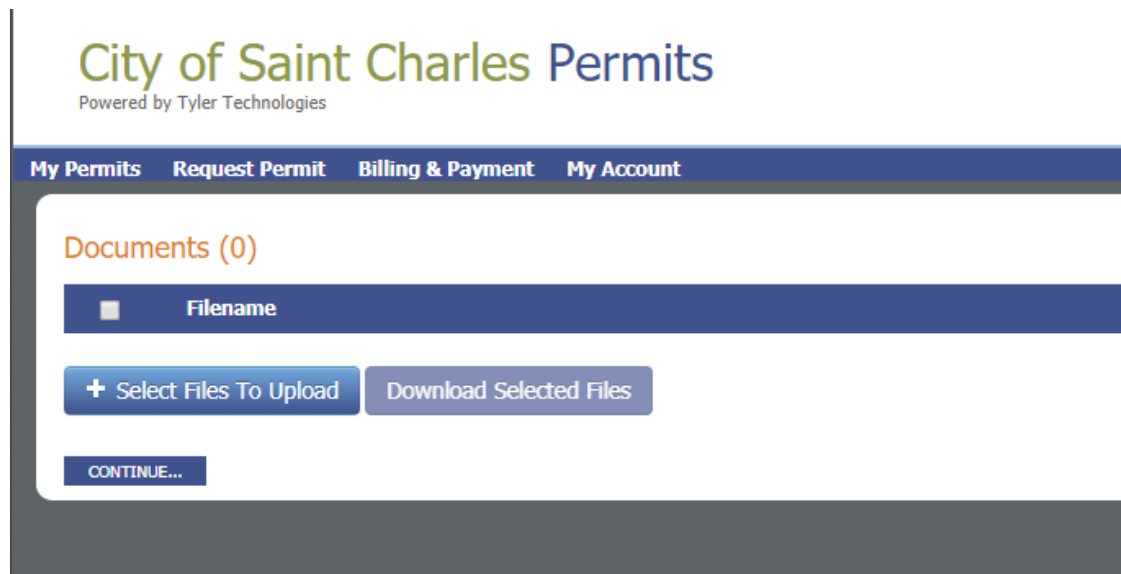 City of Saint Charles Permits
Powered by Tyler Technologies
My Permits Request Permit Billing & Payment My Account
Documents (0)
Filename
+ Select Files To Upload Download Selected Files
CONTINUE...